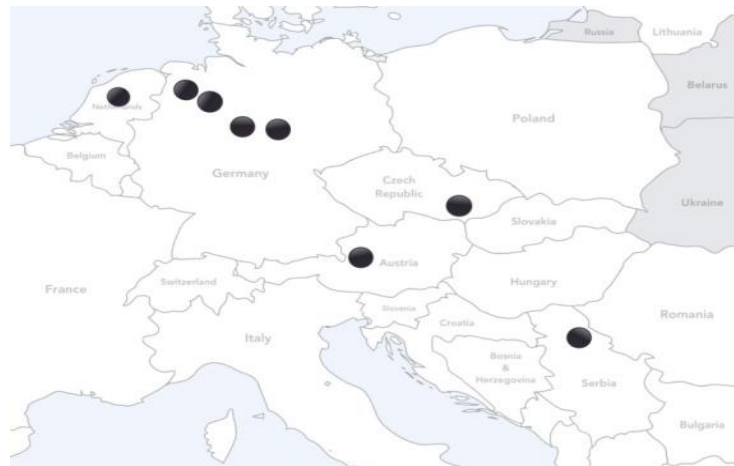 Russia
Lithuania
Belarus
Netherlands
Poland
Belgium
Germany
Czech
Republic
Ukraine
Slovakia
Austria
Switzerland
Hungary
France
Slovenia
Romania
Croatia
Italy
Bosnia
&
Herzegovina
Serbia
Bulgaria